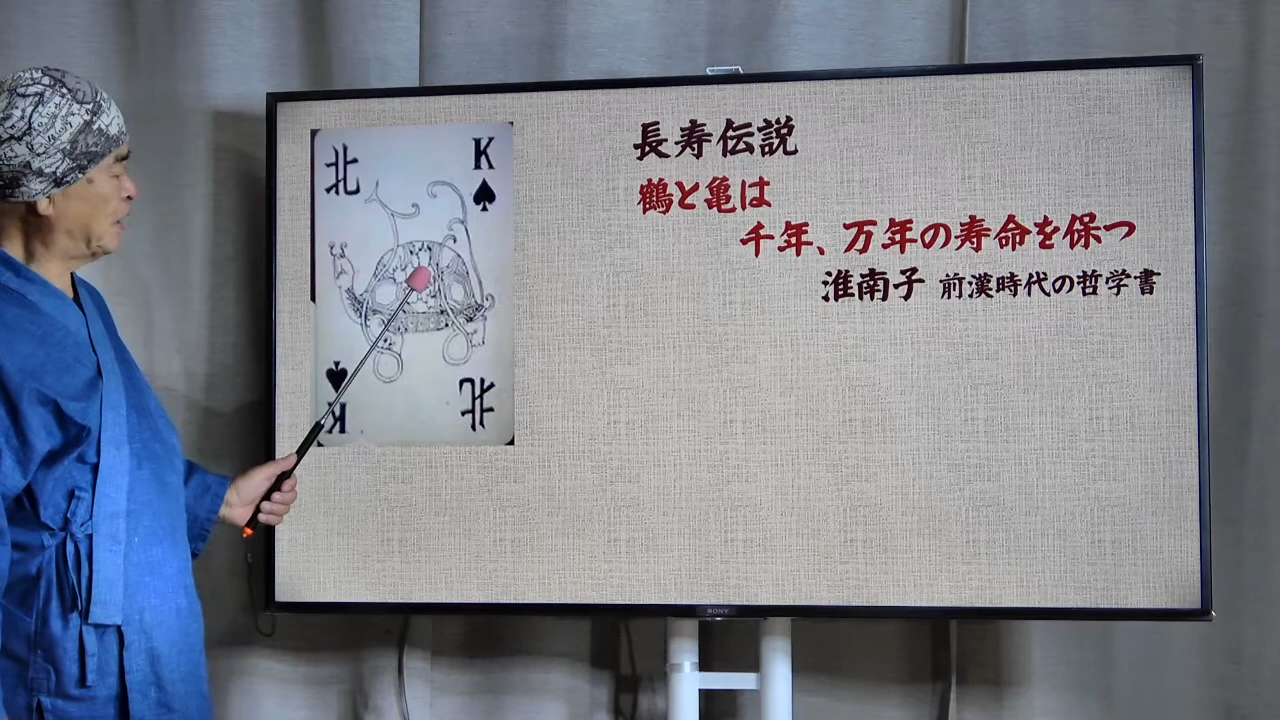 北
K
K
北
長寿伝説
鶴と亀は
千年、万年の寿命を保つ
淮南子 前漢時代の哲学書
SONY